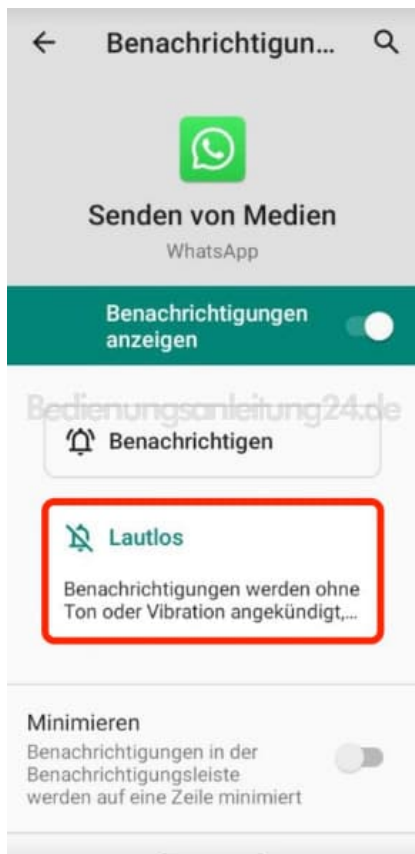 Benachrichtigun...
Senden von Medien
WhatsApp
Benachrichtigungen
anzeigen
Bedienungsanleitung24.de
Benachrichtigen
Lautlos
Benachrichtigungen werden ohne
Ton oder Vibration angekündigt,...
Minimieren
Benachrichtigungen in der
Benachrichtigungsleiste
werden auf eine Zeile minimiert